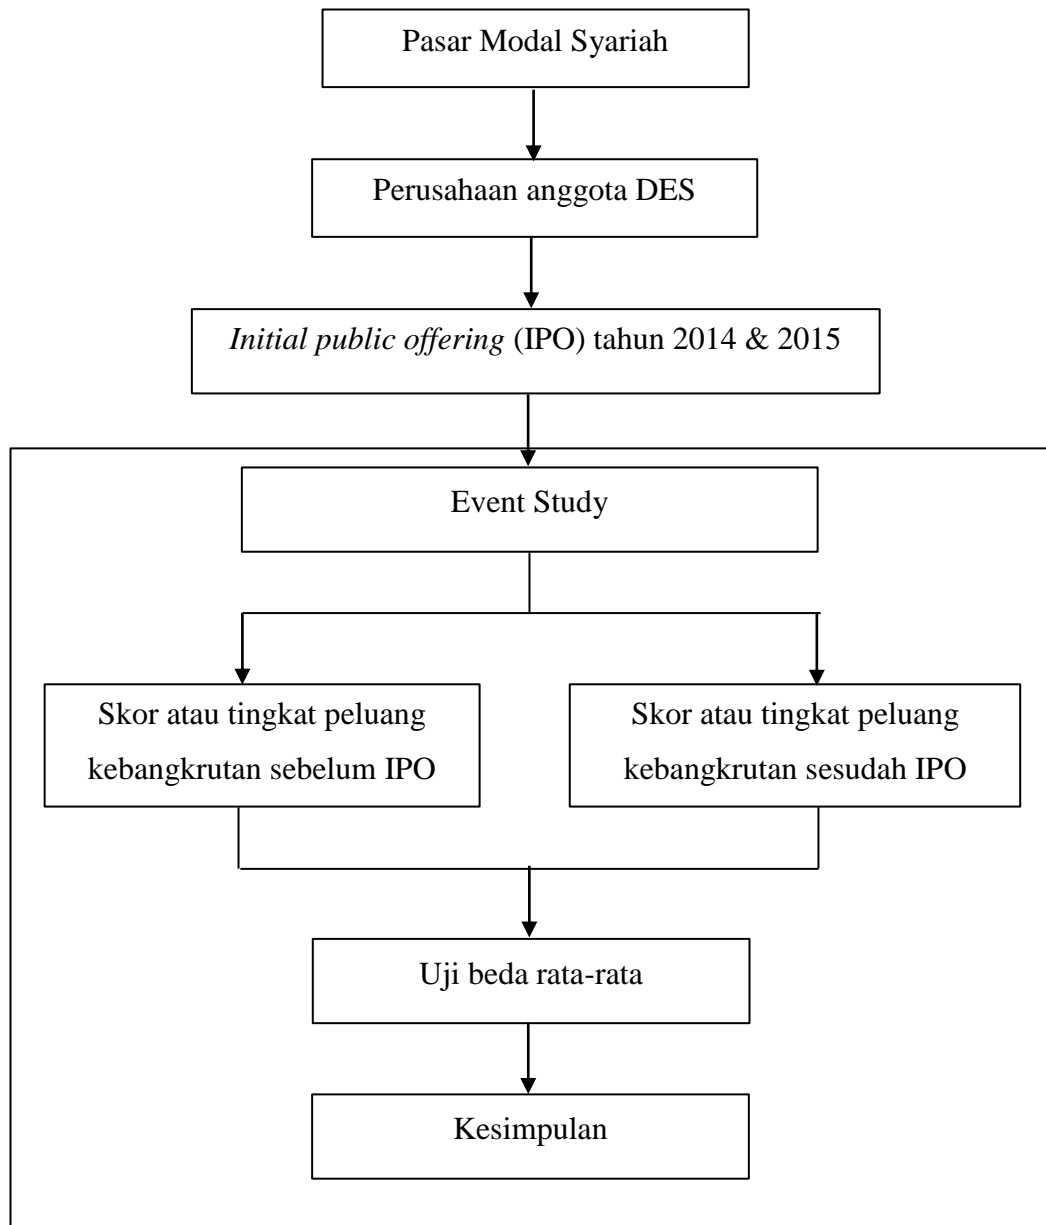 Pasar Modal Syariah
Perusahaan anggota DES
Initial public offering (IPO) tahun 2014 & 2015
Event Study
Skor atau tingkat peluang
kebangkrutan sebelum IPO
Skor atau tingkat peluang
kebangkrutan sesudah IPO
Uji beda rata-rata
Kesimpulan